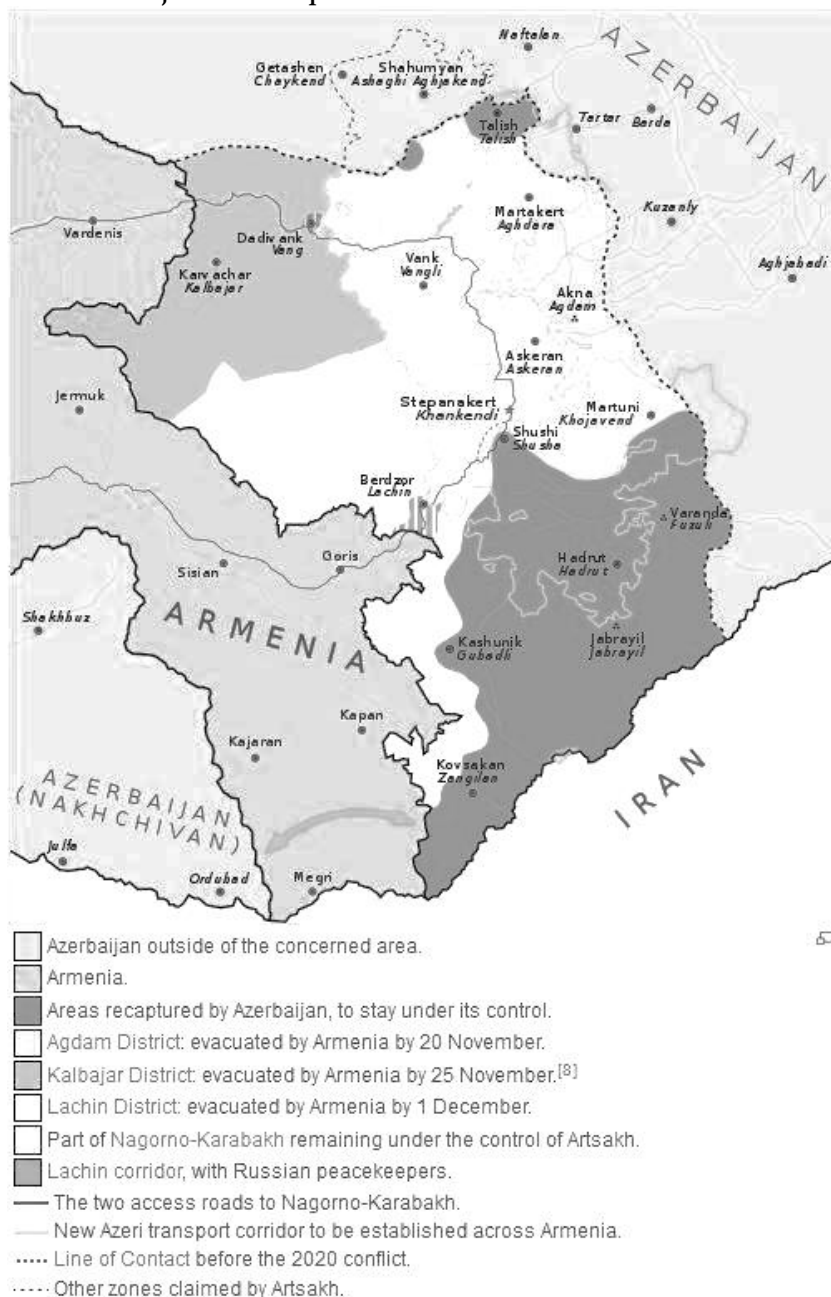 Naftalan
Getashen
Chaykend
Shahumyan
Ashaghi Aghjakend
AZERBAIJAN
Talish
Talish
Tartar
Barda
Vardenis
Dadivank
Vang
Martakert
Aghdara
Kuzanly
Karvachar
Kalbajar
Vank
Vangli
Aghjabadi
Akna
Agdam
Askeran
Askeran
Jermuk
Stepanakert
Khankendi
Martuni
Khojavend
Shushi
Shusha
Berdzor
Lachin
Varanda
Fuzuli
Goris
Sisian
Hadrut
Hadrut
ARMENIA
Shakhbuz
Jabrayil
Jabrayil
Kashunik
Gubadli
Kapan
Kajaran
Kovsakan
Zangilan
IRAN
AZERBAIJAN
(NAKHCHIVAN)
Julfa
Ordubad
Megri
Azerbaijan outside of the concerned area.
Armenia.
Areas recaptured by Azerbaijan, to stay under its control.
Agdam District: evacuated by Armenia by 20 November.
Kalbajar District: evacuated by Armenia by 25 November.[8]
Lachin District: evacuated by Armenia by 1 December.
Part of Nagorno-Karabakh remaining under the control of Artsakh.
Lachin corridor, with Russian peacekeepers.
The two access roads to Nagorno-Karabakh.
New Azeri transport corridor to be established across Armenia.
Line of Contact before the 2020 conflict.
Other zones claimed by Artsakh.